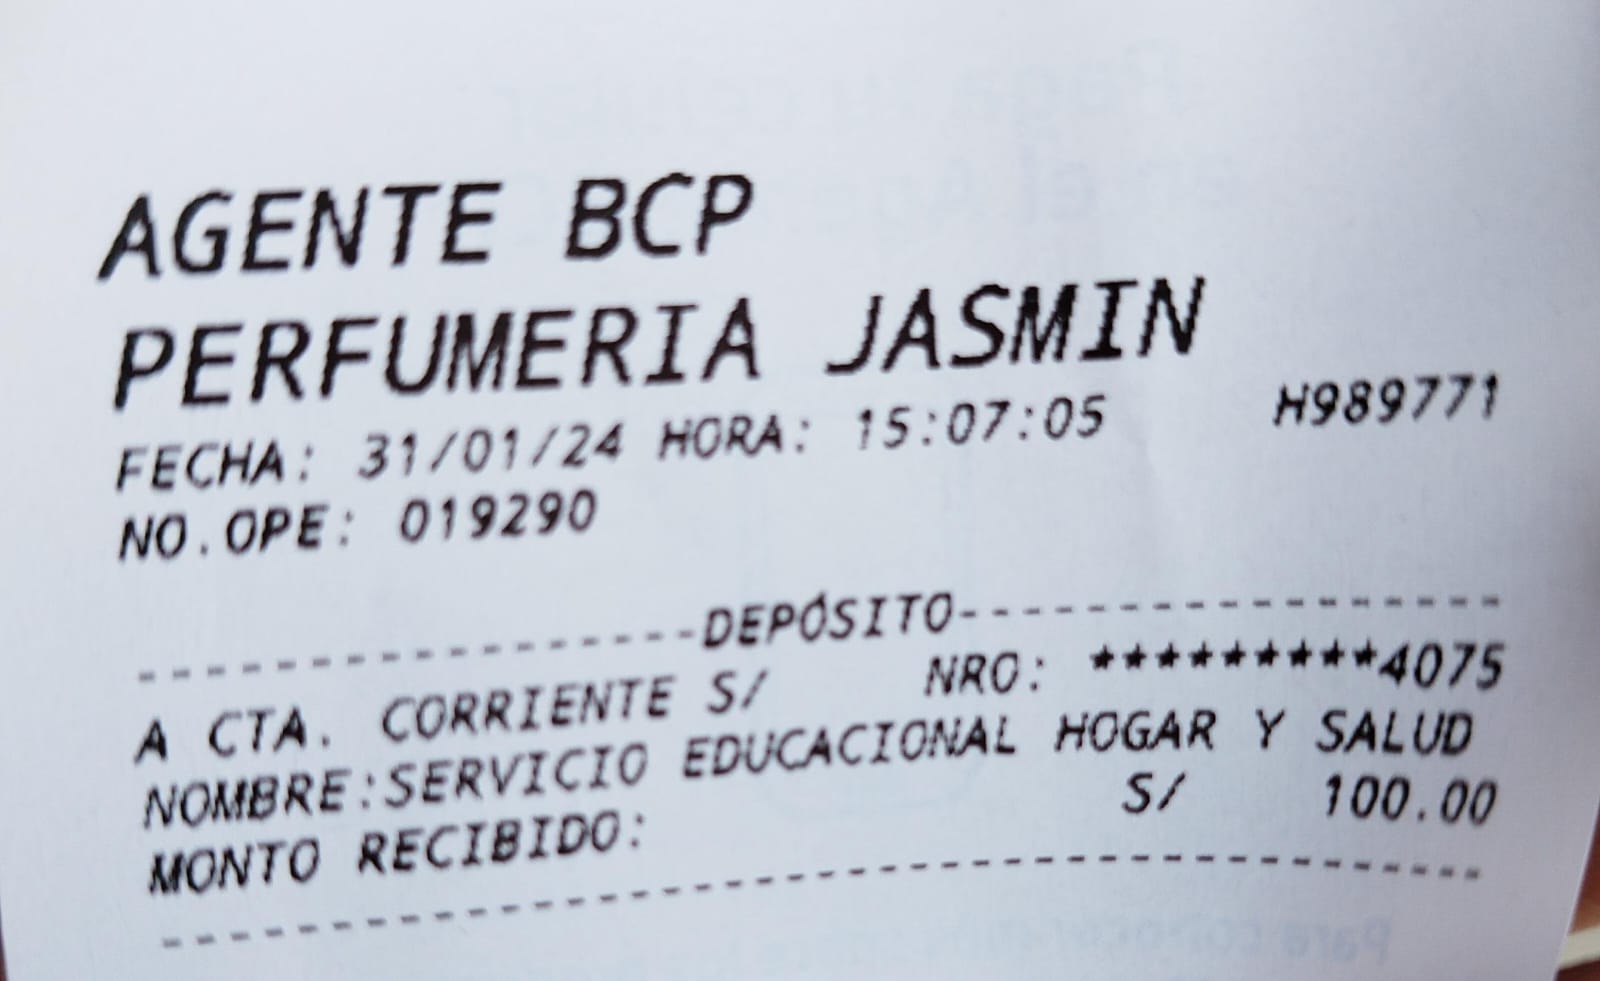 AGENTE BCP
PERFUMERIA JASMIN
FECHA: 31/01/24 HORA: 15:07:05 H989771
NO.OPE: 019290
-----------------DEPÓSITO-----------------
A CTA. CORRIENTE S/ NRO: *********4075
NOMBRE:SERVICIO EDUCACIONAL HOGAR Y SALUD
MONTO RECIBIDO: S/ 100.00